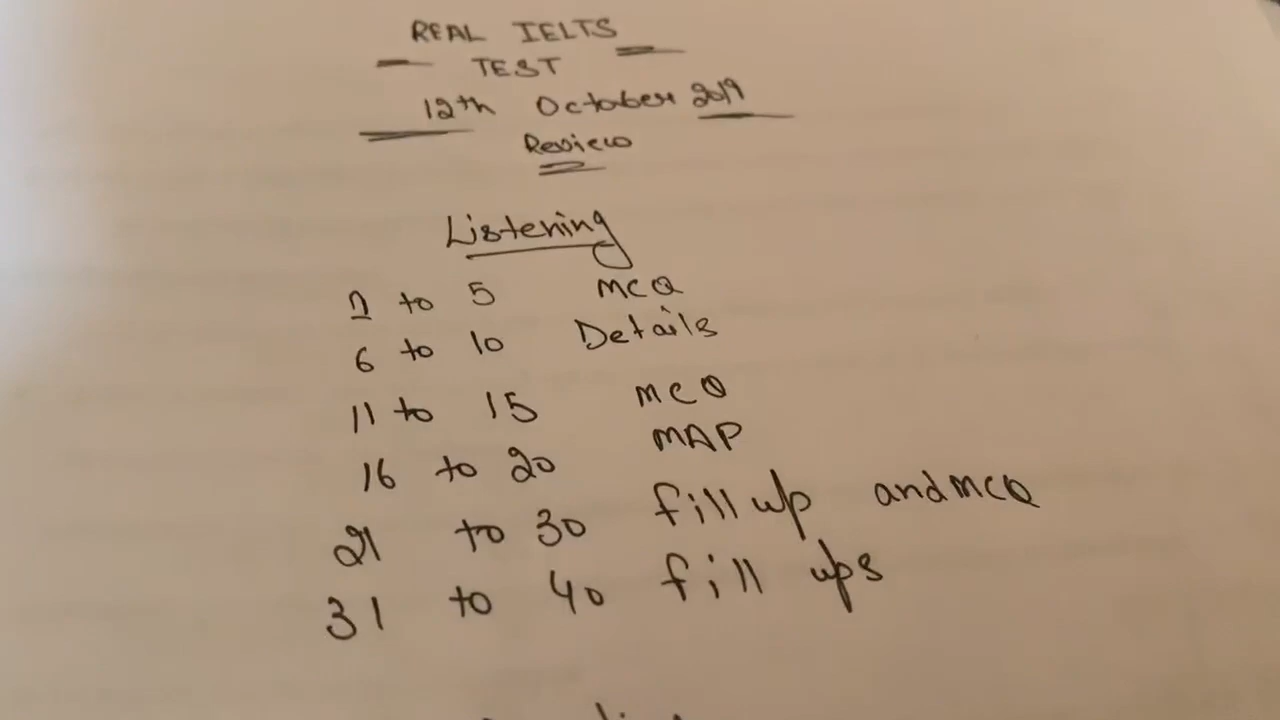 REAL IELTS
TEST
12th October 2019
Review
Listening
1 to 5 MCQ
6 to 10 Details
11 to 15 MCQ
16 to 20 MAP
21 to 30 fill up and MCQ
31 to 40 fill ups